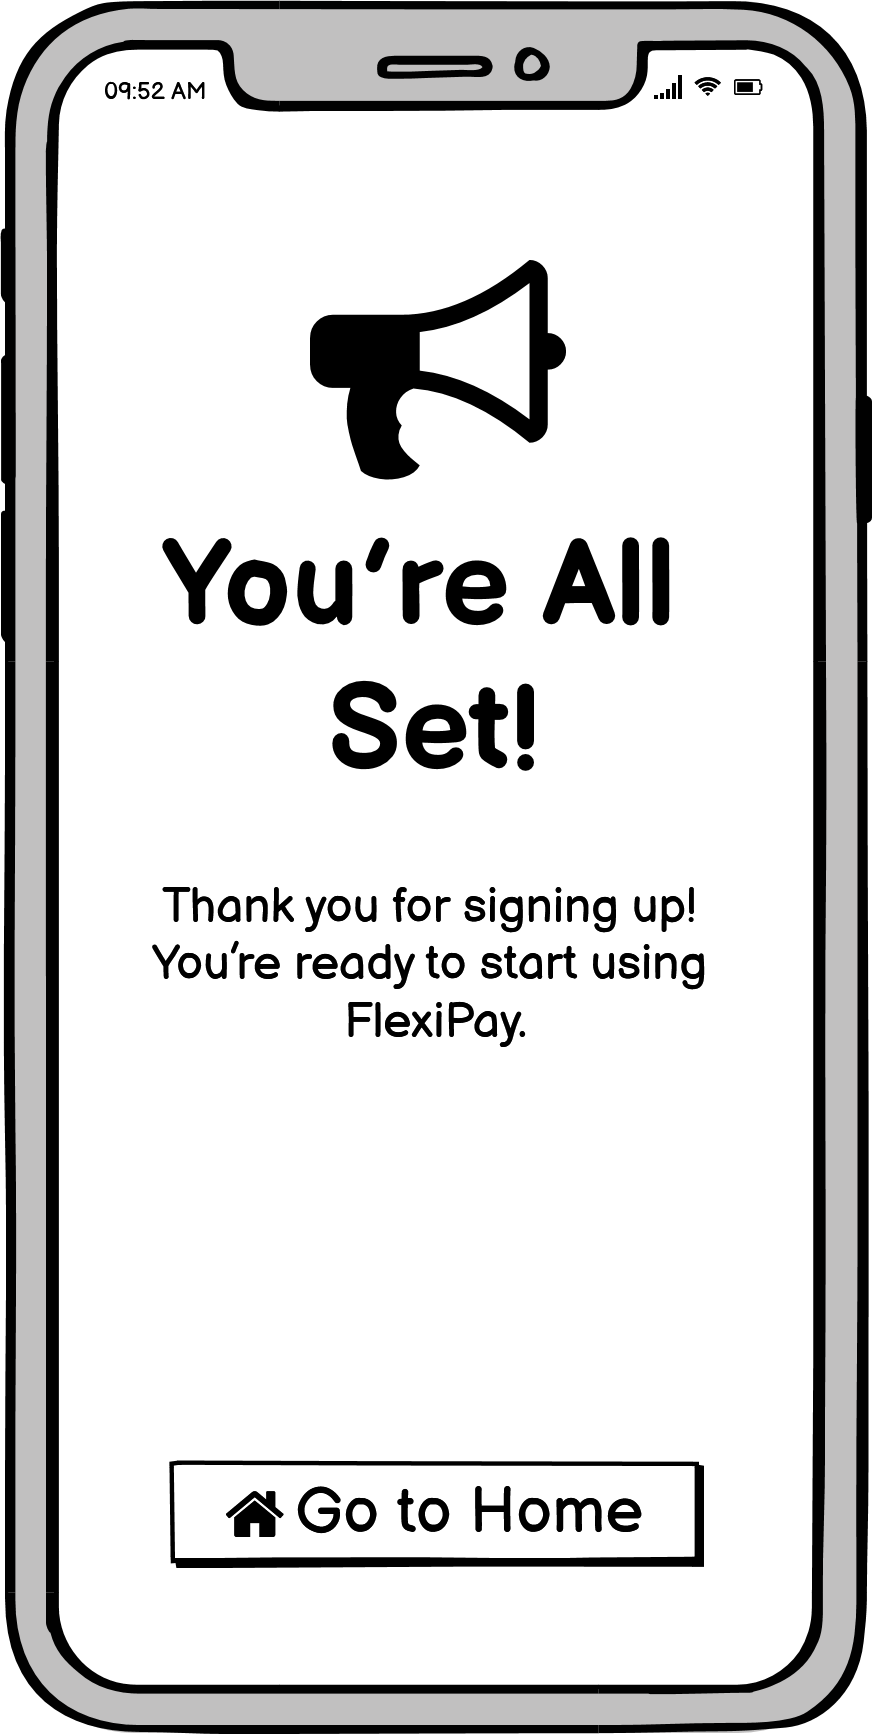 09:52 AM
You're All
Set!
Thank you for signing up!
You're ready to start using
FlexiPay.
Go to Home